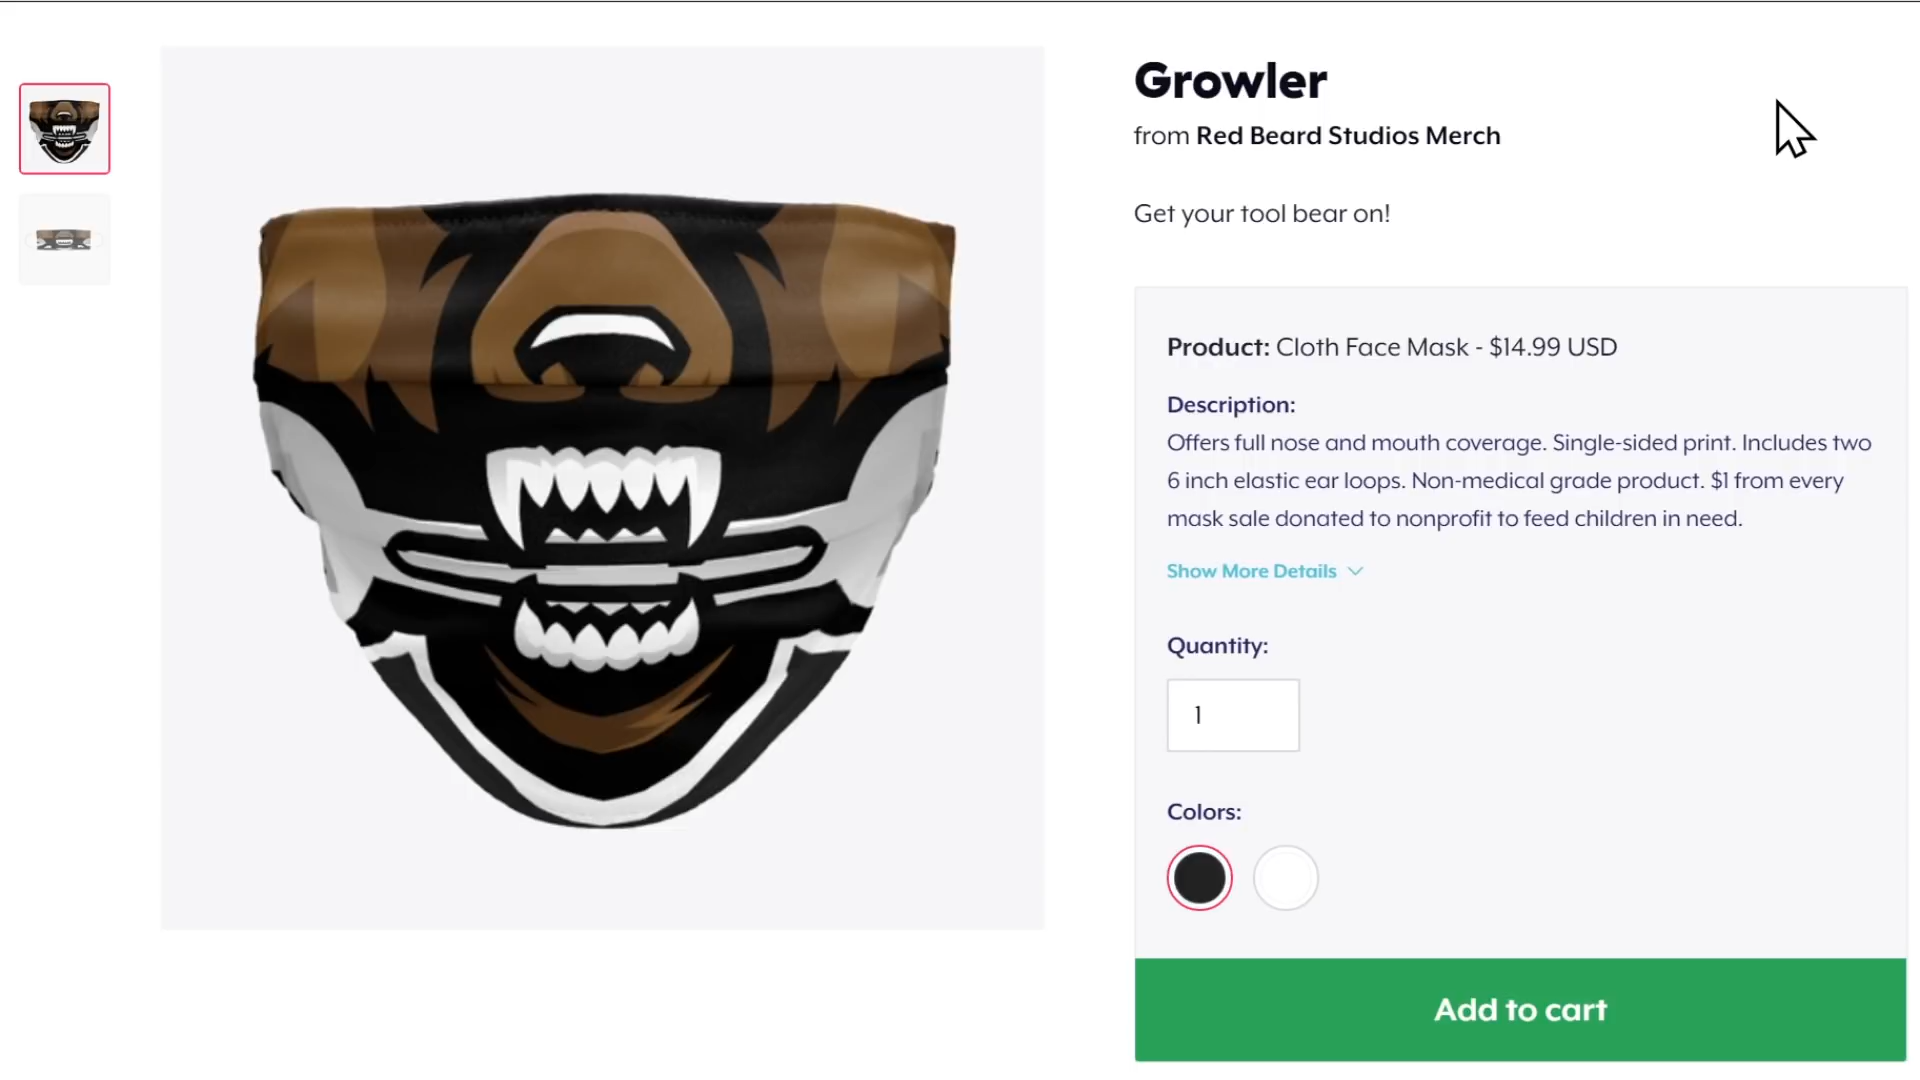 Growler
from Red Beard Studios Merch
Get your tool bear on!
Product: Cloth Face Mask - $14.99 USD
Description:
Offers full nose and mouth coverage. Single-sided print. Includes two
6 inch elastic ear loops. Non-medical grade product. $1 from every
mask sale donated to nonprofit to feed children in need.
Show More Details
Quantity:
1
Colors:
Add to cart